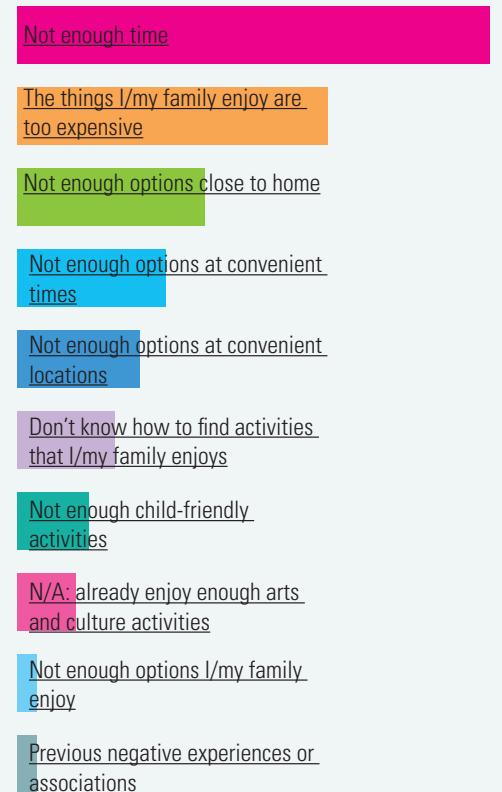 Not enough time
The things I/my family enjoy are
too expensive
Not enough options close to home
Not enough options at convenient
times
Not enough options at convenient
locations
Don’t know how to find activities
that I/my family enjoys
Not enough child-friendly
activities
N/A: already enjoy enough arts
and culture activities
Not enough options I/my family
enjoy
Previous negative experiences or
associations